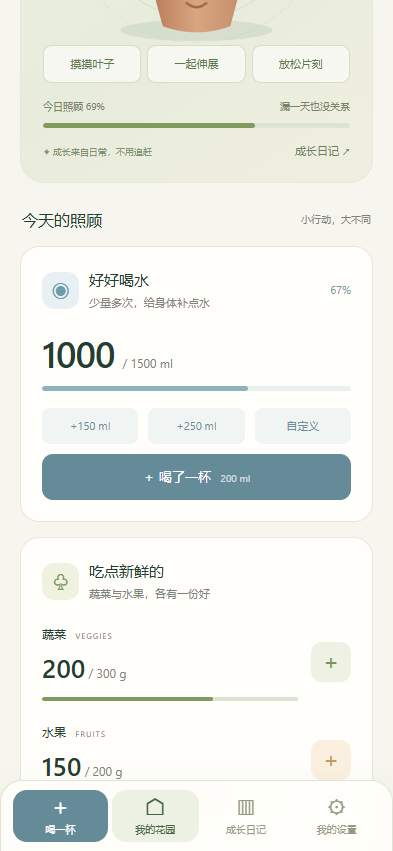 摸摸叶子 一起伸展 放松片刻
今日照顾 69% 漏一天也没关系
✦ 成长来自日常，不用追赶 成长日记 ↗
今天的照顾 小行动，大不同
好好喝水 67%
少量多次，给身体补点水
1000 / 1500 ml
+150 ml +250 ml 自定义
+ 喝了一杯 200 ml
吃点新鲜的
蔬菜与水果，各有一份好
蔬菜 VEGGIES
200 / 300 g
+
水果 FRUITS
150 / 200 g
+
+
喝一杯 我的花园 成长日记 我的设置